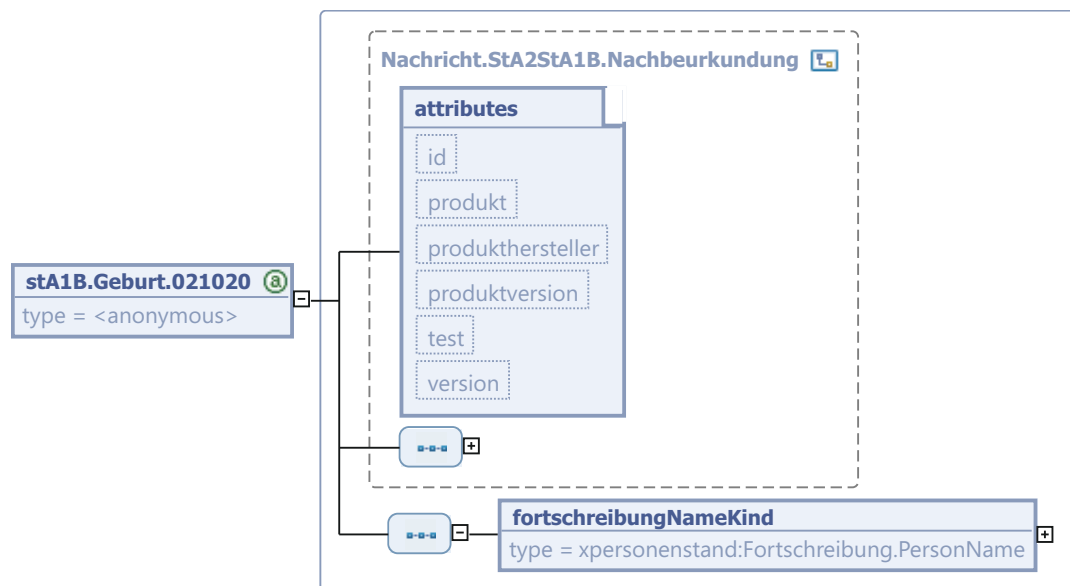 Nachricht.StA2StA1B.Nachbeurkundung
attributes
id
produkt
produkthersteller
produktversion
test
version
stA1B.Geburt.021020 a
type = <anonymous>
fortschreibungNameKind
type = xpersonenstand:Fortschreibung.PersonName